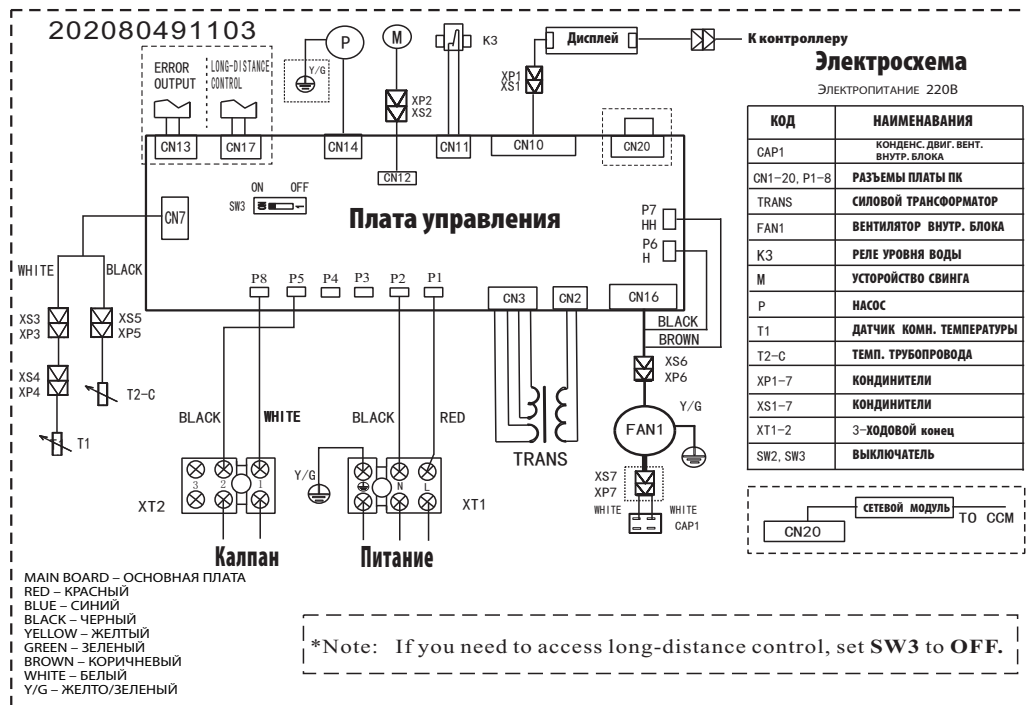 202080491103
ERROR OUTPUT
LONG-DISTANCE CONTROL
CN13
CN17
Y/G
P
CN14
M
XP2
XS2
CN12
K3
CN11
XP1
XS1
CN10
Дисплей
К контроллеру
CN20
Электросхема
Электропитание 220В
КОД НАИМЕНАВАНИЯ
CAP1 КОНДЕНС. ДВИГ. ВЕНТ. ВНУТР. БЛОКА
CN1-20, P1-8 РАЗЪЕМЫ ПЛАТЫ ПК
TRANS СИЛОВОЙ ТРАНСФОРМАТОР
FAN1 ВЕНТИЛЯТОР ВНУТР. БЛОКА
K3 РЕЛЕ УРОВНЯ ВОДЫ
M УСТОРОЙСТВО СВИНГА
P НАСОС
T1 ДАТЧИК КОМН. ТЕМПЕРАТУРЫ
T2-C ТЕМП. ТРУБОПРОВОДА
XP1-7 КОНДИНИТЕЛИ
XS1-7 КОНДИНИТЕЛИ
XT1-2 3-ХОДОВОЙ конец
SW2, SW3 ВЫКЛЮЧАТЕЛЬ
CN20
СЕТЕВОЙ МОДУЛЬ
TO CCM
ON OFF
SW3
CN7
Плата управления
P7
HH
P6
H
P8 P5 P4 P3 P2 P1
CN3 CN2 CN16
WHITE BLACK
XS3
XP3
XS5
XP5
XS4
XP4
T2-C
T1
BLACK WHITE BLACK RED
BLACK
BROWN
XS6
XP6
Y/G
FAN1
TRANS
XS7
XP7
WHITE WHITE
CAP1
Y/G
3 2 1
N L
XT2
XT1
Калпан
Питание
MAIN BOARD – ОСНОВНАЯ ПЛАТА
RED – КРАСНЫЙ
BLUE – СИНИЙ
BLACK – ЧЕРНЫЙ
YELLOW – ЖЕЛТЫЙ
GREEN – ЗЕЛЕНЫЙ
BROWN – КОРИЧНЕВЫЙ
WHITE – БЕЛЫЙ
Y/G – ЖЕЛТО/ЗЕЛЕНЫЙ
*Note: If you need to access long-distance control, set SW3 to OFF.